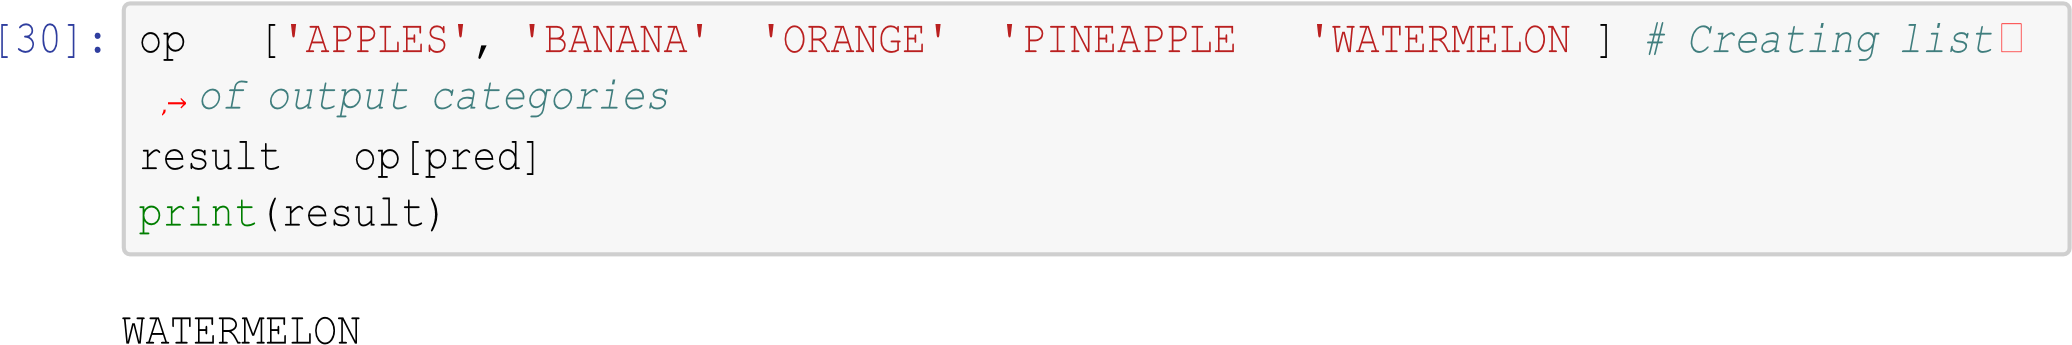 [30]: op ['APPLES', 'BANANA' 'ORANGE' 'PINEAPPLE 'WATERMELON ] # Creating list
of output categories
result op[pred]
print(result)
WATERMELON